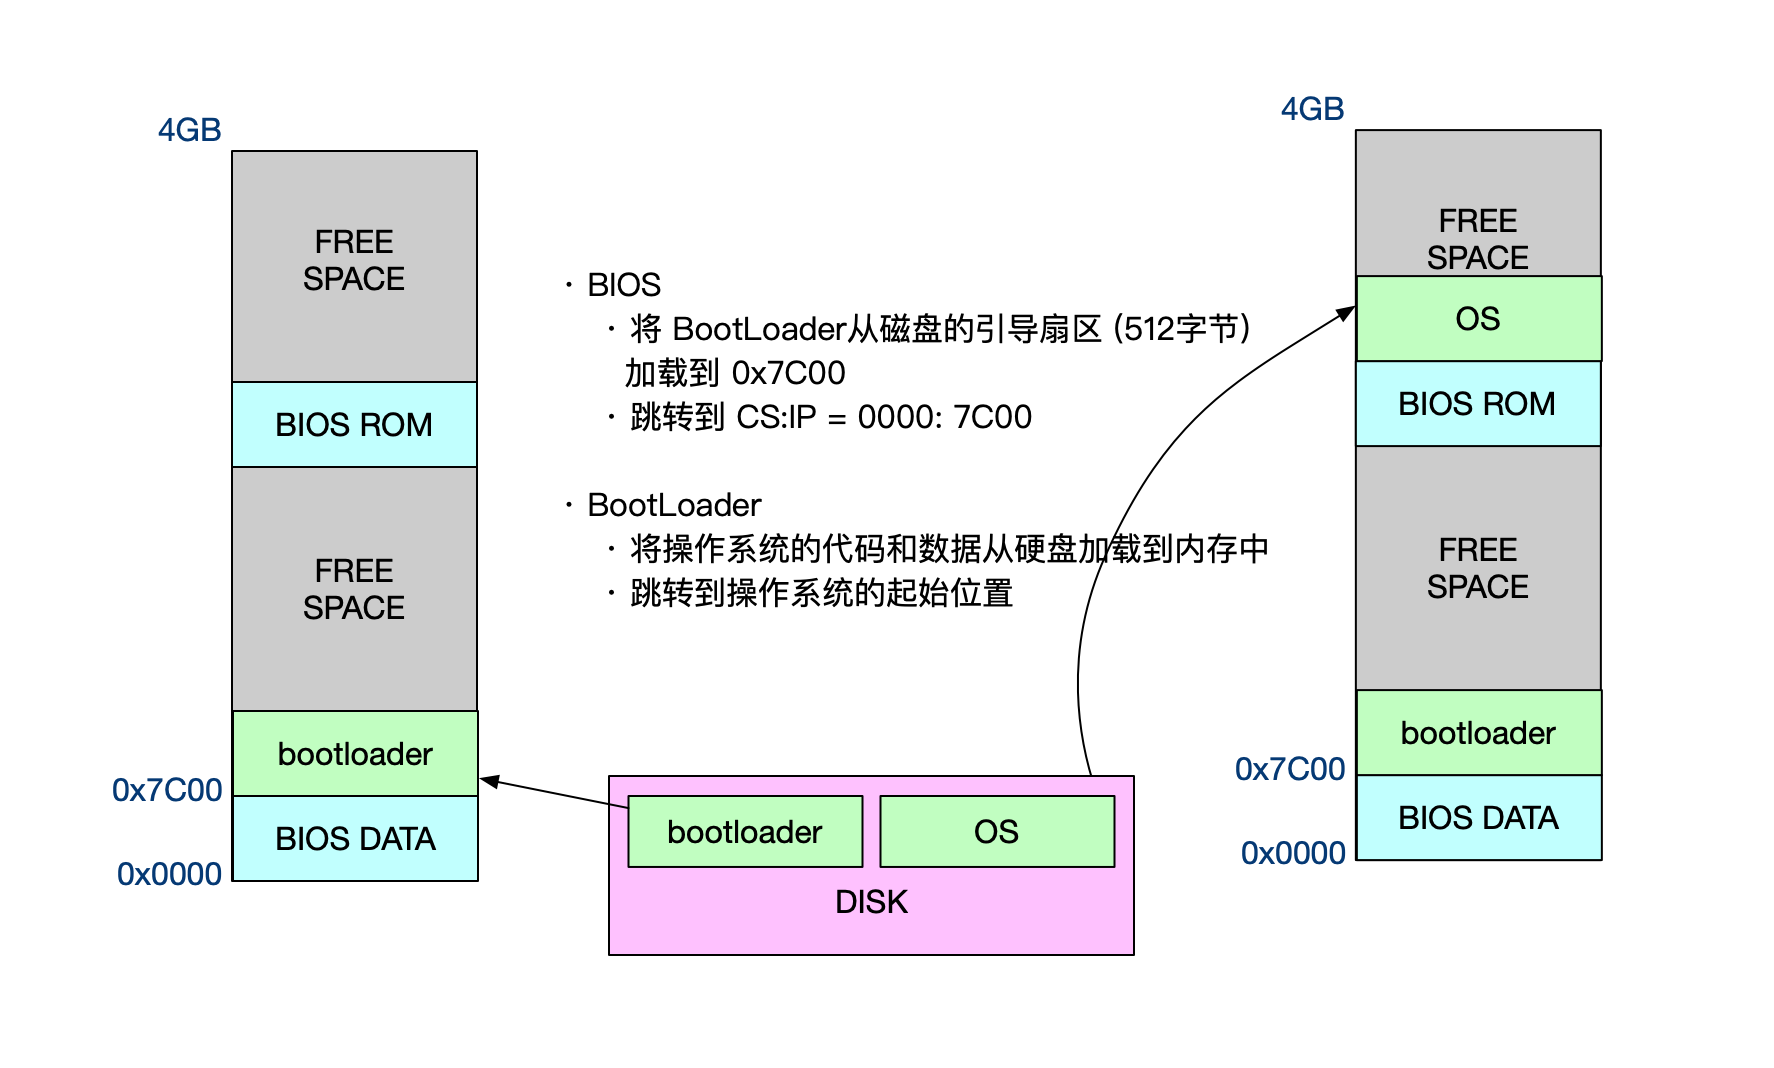 4GB
FREE
SPACE
BIOS ROM
FREE
SPACE
bootloader
0x7C00
BIOS DATA
0x0000
· BIOS
· 将 BootLoader从磁盘的引导扇区 (512字节)
加载到 0x7C00
· 跳转到 CS:IP = 0000: 7C00
· BootLoader
· 将操作系统的代码和数据从硬盘加载到内存中
· 跳转到操作系统的起始位置
bootloader
OS
DISK
4GB
FREE
SPACE
OS
BIOS ROM
FREE
SPACE
bootloader
0x7C00
BIOS DATA
0x0000